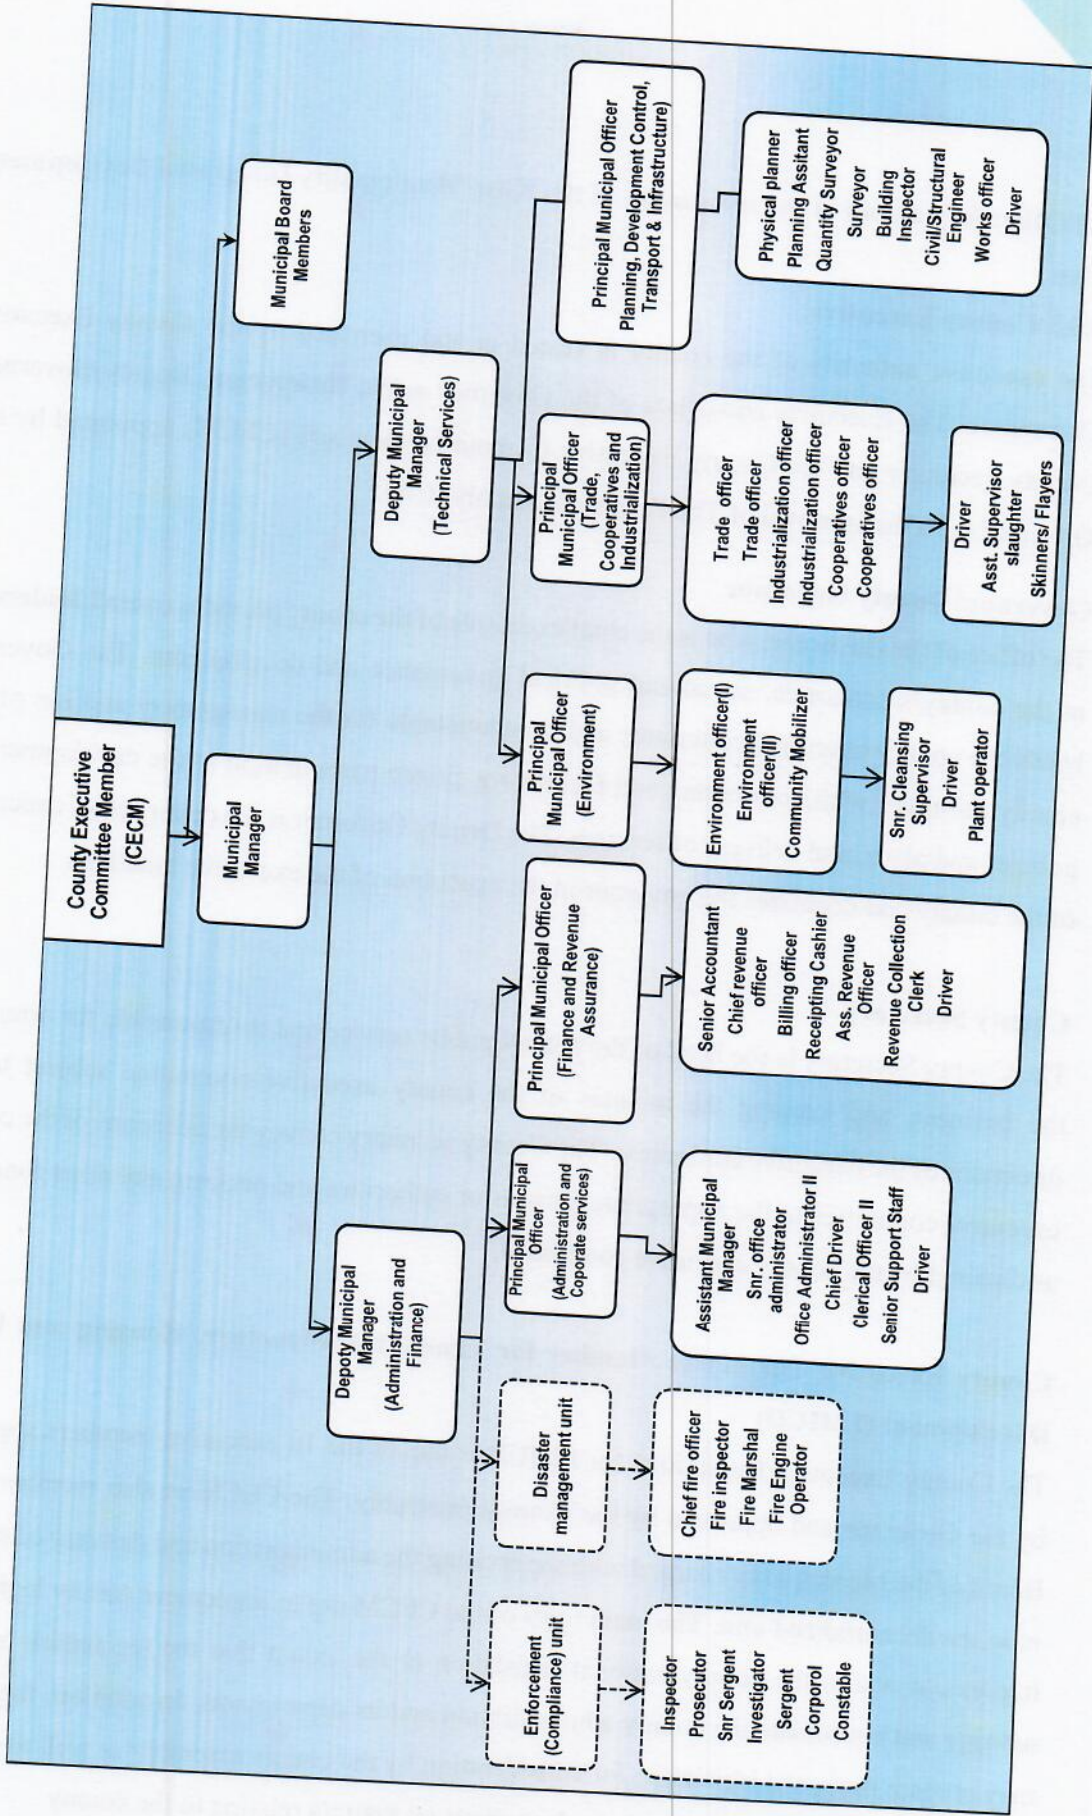 County Executive
Committee Member
(CECM)
Municipal
Manager
Municipal Board
Members
Depoty Municipal
Manager
(Administration and
Finance)
Deputy Municipal
Manager
(Technical Services)
Enforcement
(Compliance) unit
Disaster
management unit
Principal Municipal
Officer
(Administration and
Coporate services)
Principal Municipal Officer
(Finance and Revenue
Assurance)
Principal
Municipal Officer
(Environment)
Principal
Municipal Officer
(Trade,
Cooperatives and
Industrialization)
Principal Municipal Officer
Planning, Development Control,
Transport & Infrastructure)
Inspector
Prosecutor
Snr Sergent
Investigator
Sergent
Corporol
Constable
Chief fire officer
Fire inspector
Fire Marshal
Fire Engine
Operator
Assistant Municipal
Manager
Snr. office
administrator
Office Administrator II
Chief Driver
Clerical Officer II
Senior Support Staff
Driver
Senior Accountant
Chief revenue
officer
Billing officer
Receipting Cashier
Ass. Revenue
Officer
Revenue Collection
Clerk
Driver
Environment officer(I)
Environment
officer(II)
Community Mobilizer
Snr. Cleansing
Supervisor
Driver
Plant operator
Trade officer
Trade officer
Industrialization officer
Industrialization officer
Cooperatives officer
Cooperatives officer
Driver
Asst. Supervisor
slaughter
Skinners/ Flayers
Physical planner
Planning Assitant
Quantity Surveyor
Surveyor
Building
Inspector
Civil/Structural
Engineer
Works officer
Driver